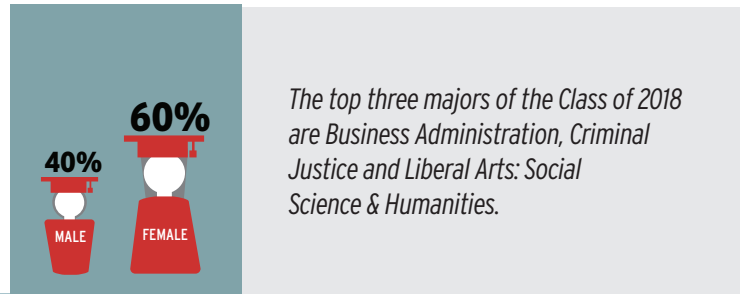 60%
40%
MALE
FEMALE
The top three majors of the Class of 2018
are Business Administration, Criminal
Justice and Liberal Arts: Social
Science & Humanities.